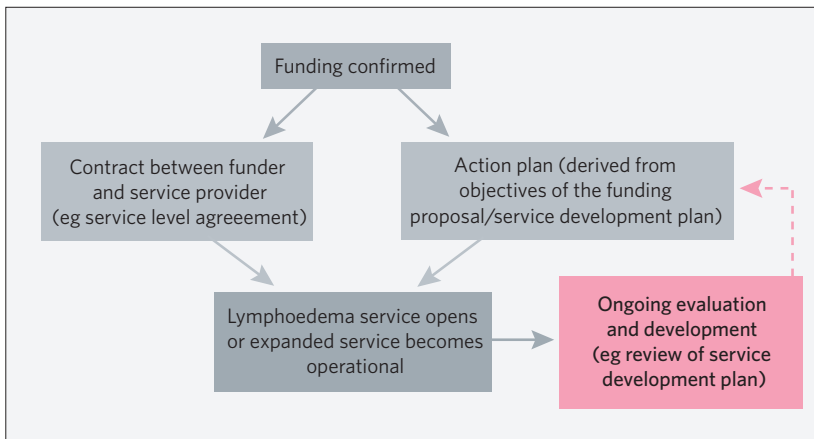 Funding confirmed
Contract between funder
and service provider
(eg service level agreeement)
Action plan (derived from
objectives of the funding
proposal/service development plan)
Lymphoedema service opens
or expanded service becomes
operational
Ongoing evaluation
and development
(eg review of service
development plan)